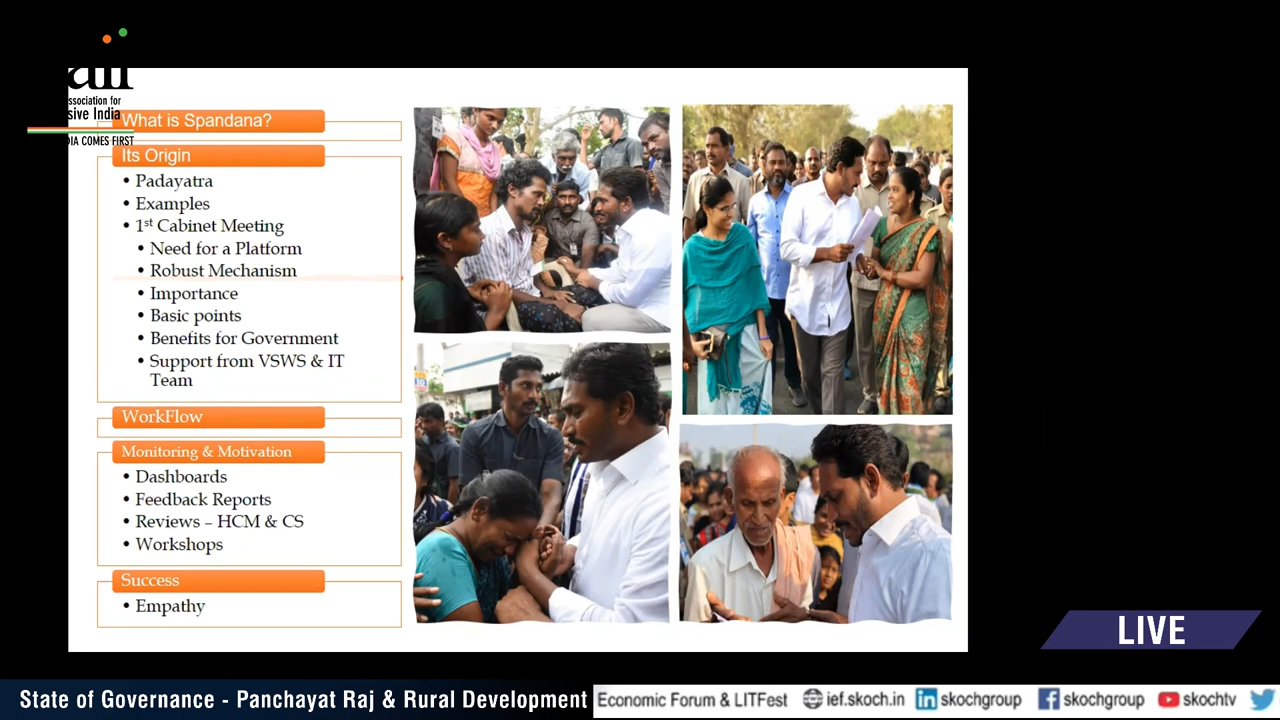 ssociation for
sive India
DIA COMES FIRST
What is Spandana?
Its Origin
• Padayatra
• Examples
• 1st Cabinet Meeting
• Need for a Platform
• Robust Mechanism
• Importance
• Basic points
• Benefits for Government
• Support from VSWS & IT
Team
WorkFlow
Monitoring & Motivation
• Dashboards
• Feedback Reports
• Reviews – HCM & CS
• Workshops
Success
• Empathy
LIVE
State of Governance - Panchayat Raj & Rural Development
Economic Forum & LITFest
ief.skoch.in
skochgroup
skochgroup
skochtv